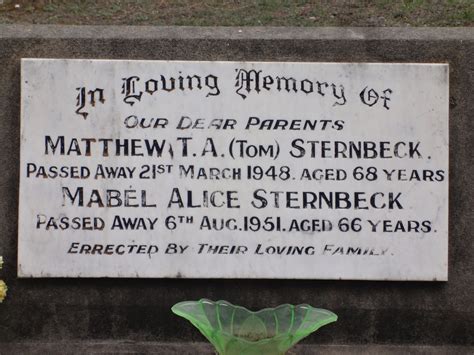 In Loving Memory Of
OUR DEAR PARENTS
MATTHEW T. A. (TOM) STERNBECK.
PASSED AWAY 21ST MARCH 1948. AGED 68 YEARS
MABEL ALICE STERNBECK
PASSED AWAY 6TH AUG. 1951. AGED 66 YEARS.
ERRECTED BY THEIR LOVING FAMILY.